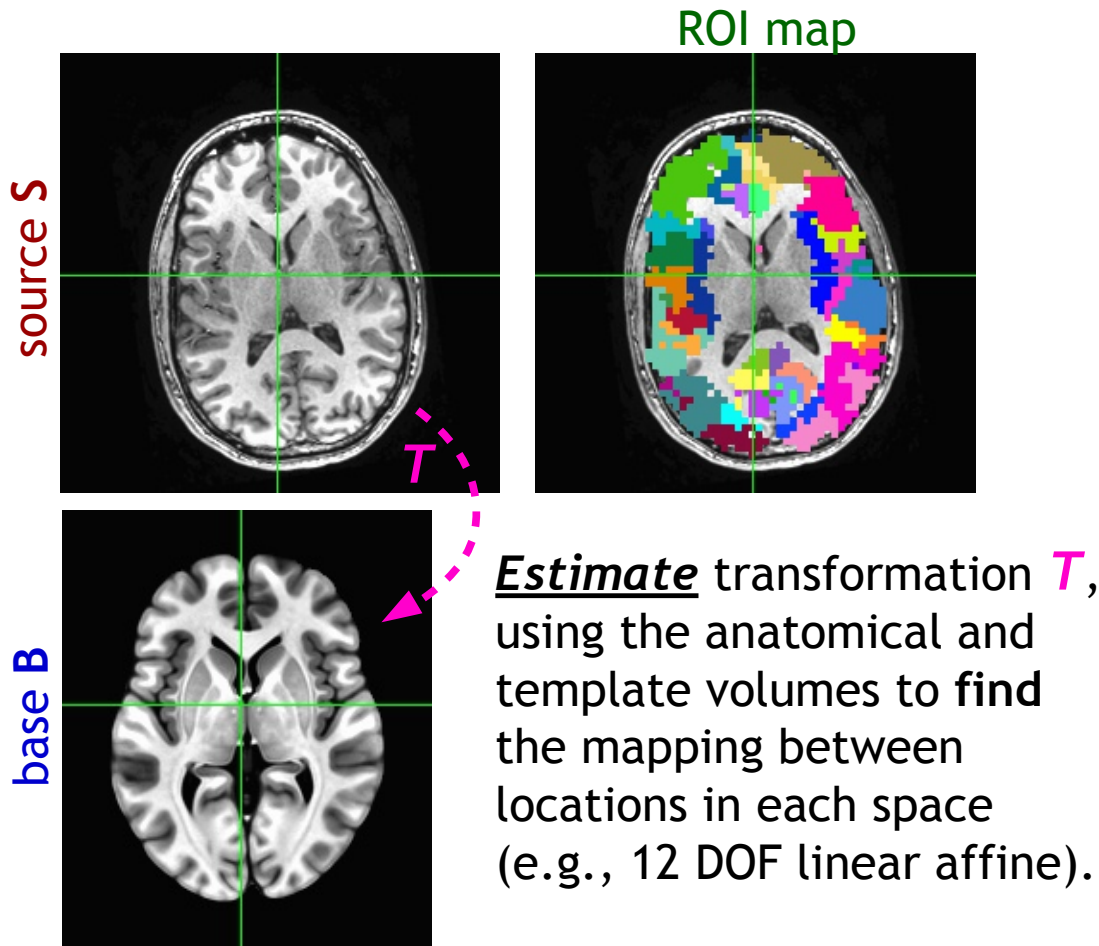 ROI map
source S
T
base B
Estimate transformation T,
using the anatomical and
template volumes to find
the mapping between
locations in each space
(e.g., 12 DOF linear affine).